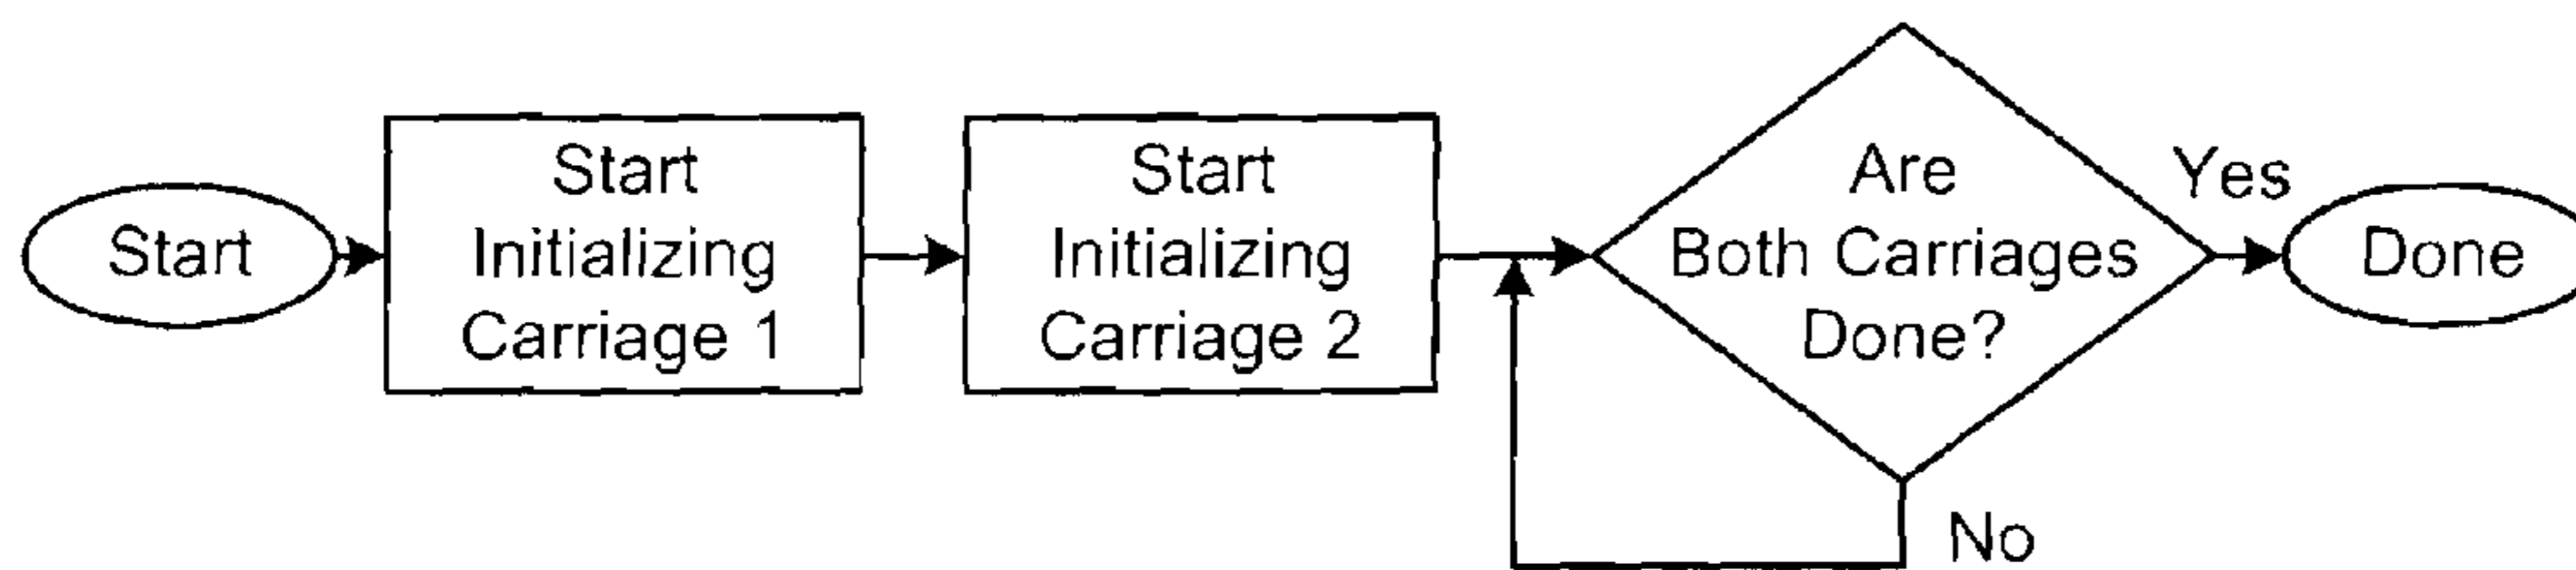 Start
Start
Initializing
Carriage 1
Start
Initializing
Carriage 2
Are
Both Carriages
Done?
Yes
No
Done